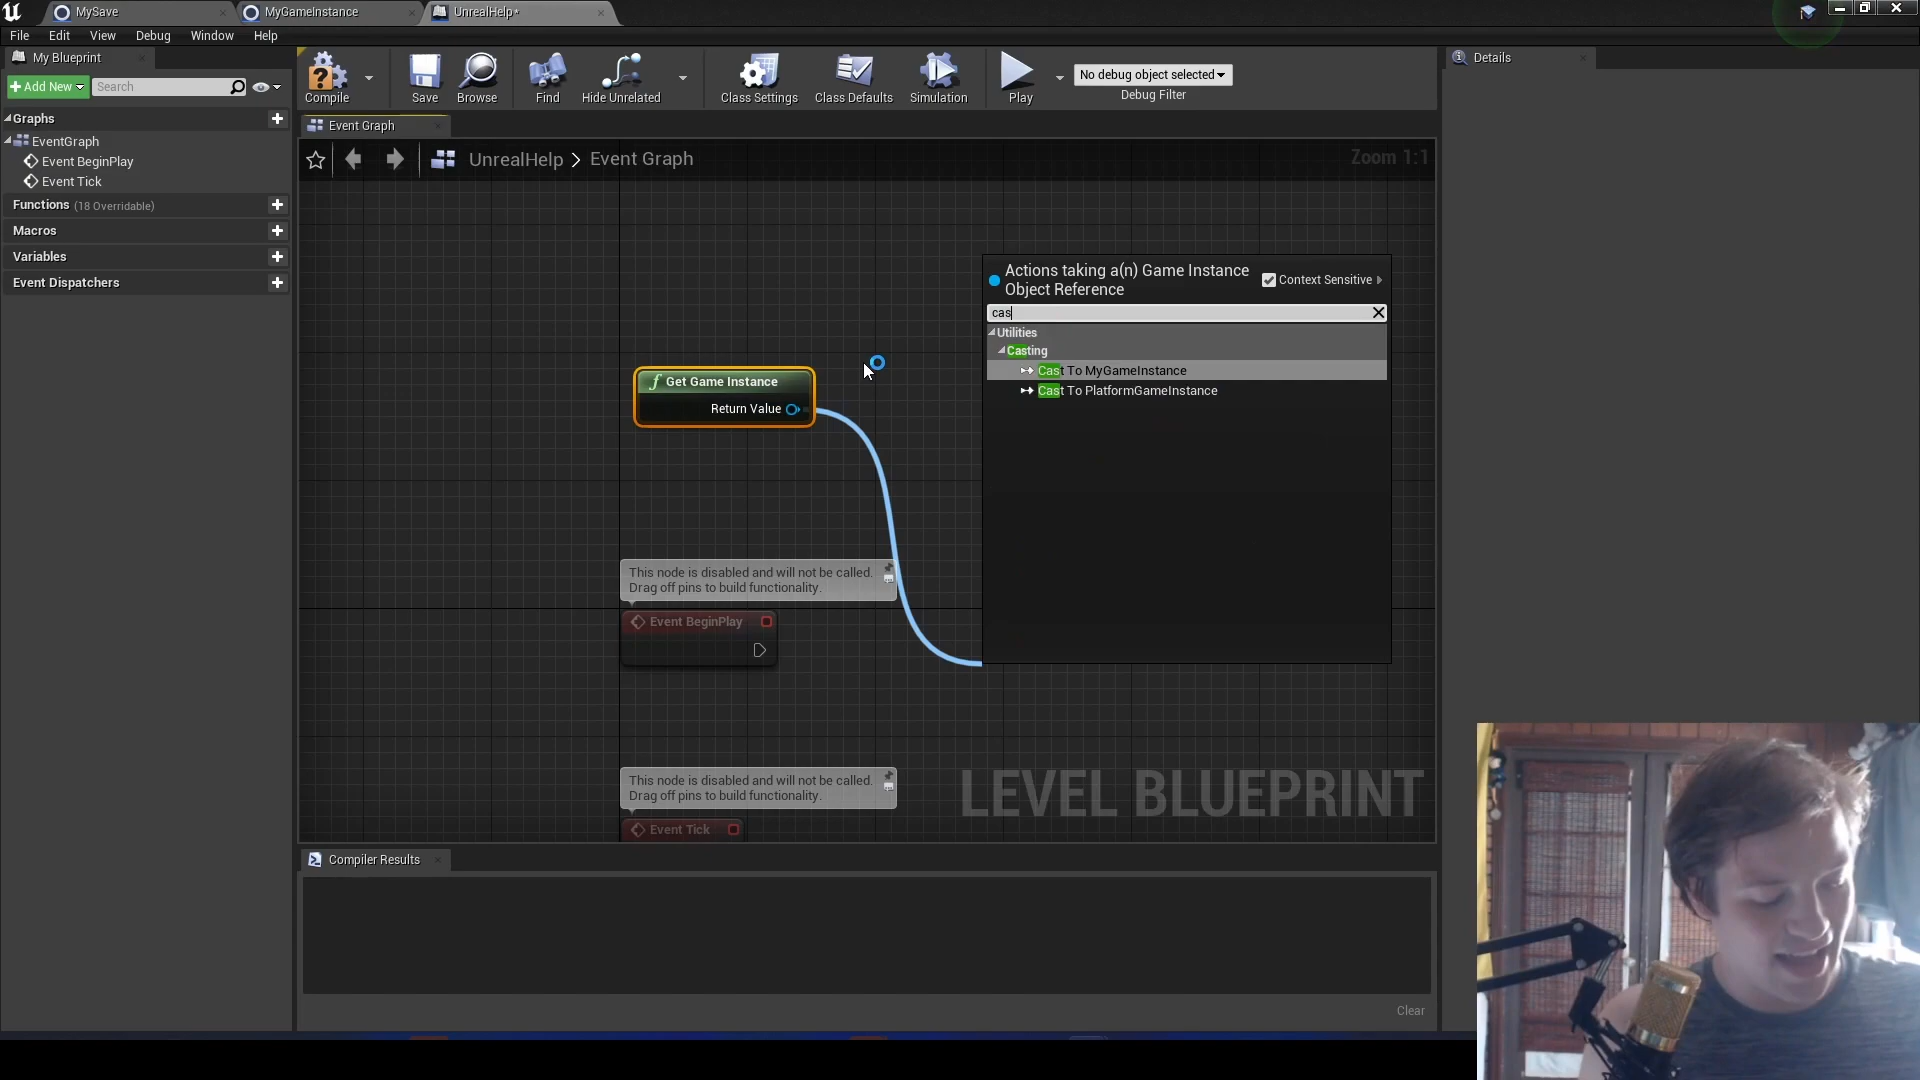 MySave
MyGameInstance
UnrealHelp*
File Edit View Debug Window Help
My Blueprint
Add New
Search
Compile
Save
Browse
Find
Hide Unrelated
Class Settings
Class Defaults
Simulation
Play
No debug object selected
Debug Filter
Details
Graphs
EventGraph
Event BeginPlay
Event Tick
Functions (18 Overridable)
Macros
Variables
Event Dispatchers
Event Graph
UnrealHelp > Event Graph
Zoom 1:1
Actions taking a(n) Game Instance
Object Reference
Context Sensitive
cas
Utilities
Casting
Cast To MyGameInstance
Cast To PlatformGameInstance
f Get Game Instance
Return Value
This node is disabled and will not be called.
Drag off pins to build functionality.
Event BeginPlay
This node is disabled and will not be called.
Drag off pins to build functionality.
Event Tick
LEVEL BLUEPRINT
Compiler Results
Clear